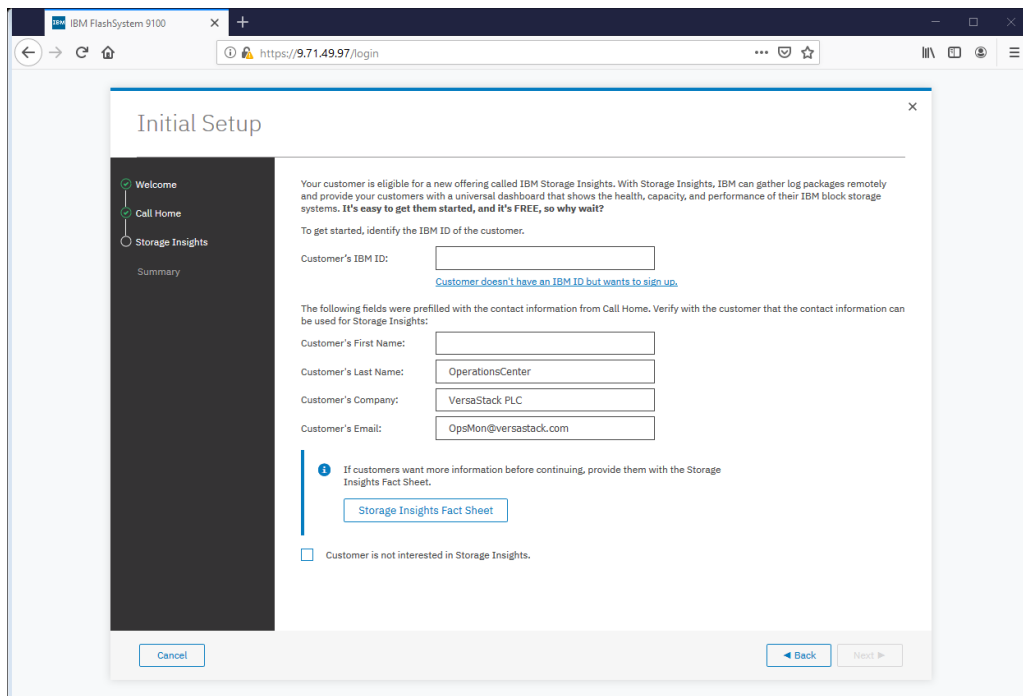 IBM IBM FlashSystem 9100
https://9.71.49.97/login
Initial Setup
Welcome
Call Home
Storage Insights
Summary
Your customer is eligible for a new offering called IBM Storage Insights. With Storage Insights, IBM can gather log packages remotely
and provide your customers with a universal dashboard that shows the health, capacity, and performance of their IBM block storage
systems. It's easy to get them started, and it's FREE, so why wait?
To get started, identify the IBM ID of the customer.
Customer's IBM ID:
Customer doesn't have an IBM ID but wants to sign up.
The following fields were prefilled with the contact information from Call Home. Verify with the customer that the contact information can
be used for Storage Insights:
Customer's First Name:
Customer's Last Name: OperationsCenter
Customer's Company: VersaStack PLC
Customer's Email: OpsMon@versastack.com
If customers want more information before continuing, provide them with the Storage
Insights Fact Sheet.
Storage Insights Fact Sheet
Customer is not interested in Storage Insights.
Cancel Back Next